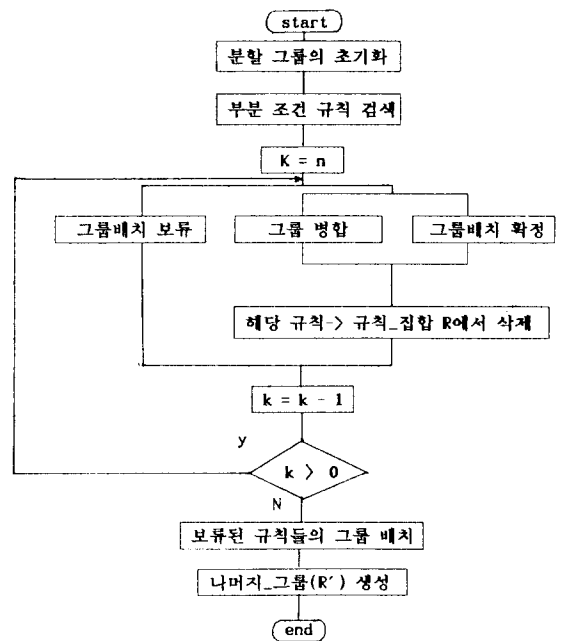 start
분할 그룹의 초기화
부분 조건 규칙 검색
K = n
그룹배치 보류
그룹 병합
그룹배치 확정
해당 규칙-> 규칙_집합 R에서 삭제
k = k - 1
y
k > 0
N
보류된 규칙들의 그룹 배치
나머지_그룹(R′) 생성
end